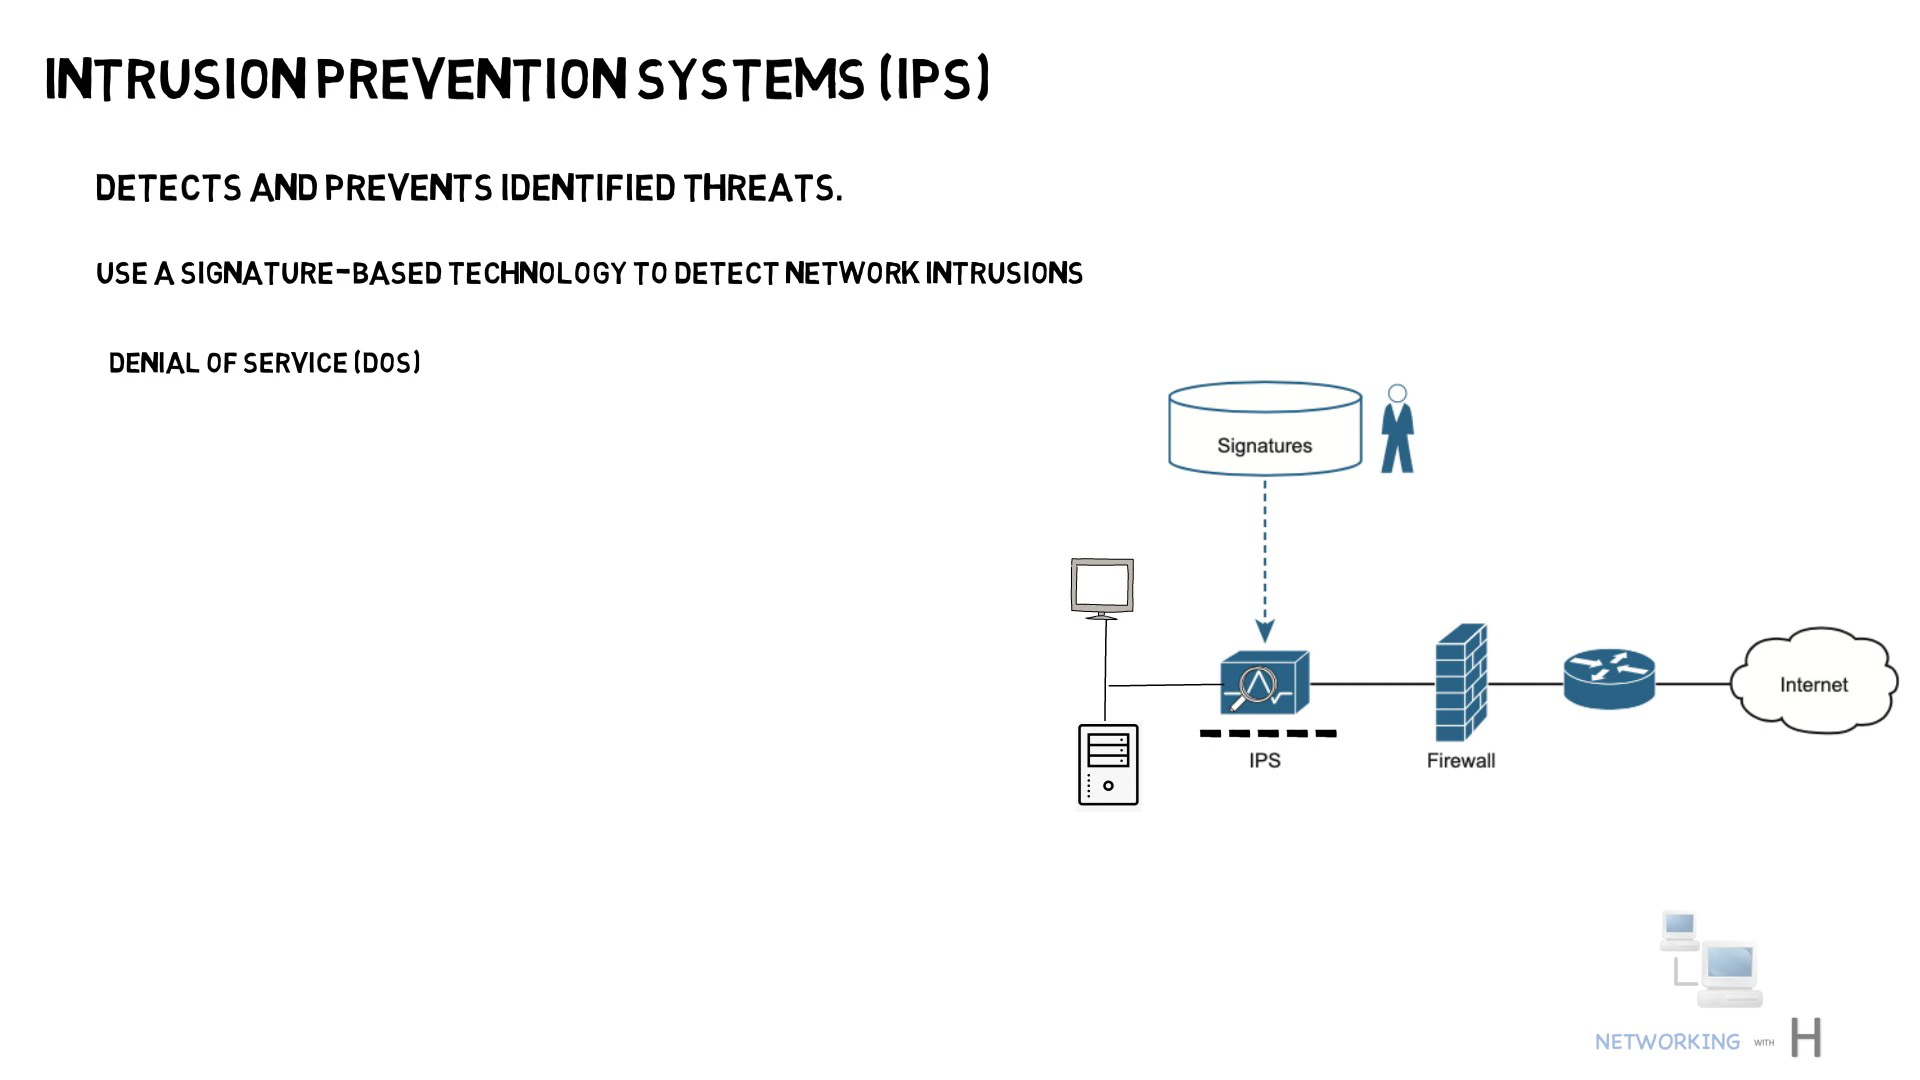 INTRUSION PREVENTION SYSTEMS (IPS)
DETECTS AND PREVENTS IDENTIFIED THREATS.
USE A SIGNATURE-BASED TECHNOLOGY TO DETECT NETWORK INTRUSIONS
DENIAL OF SERVICE (DOS)
Signatures
Internet
IPS
Firewall
NETWORKING WITH H